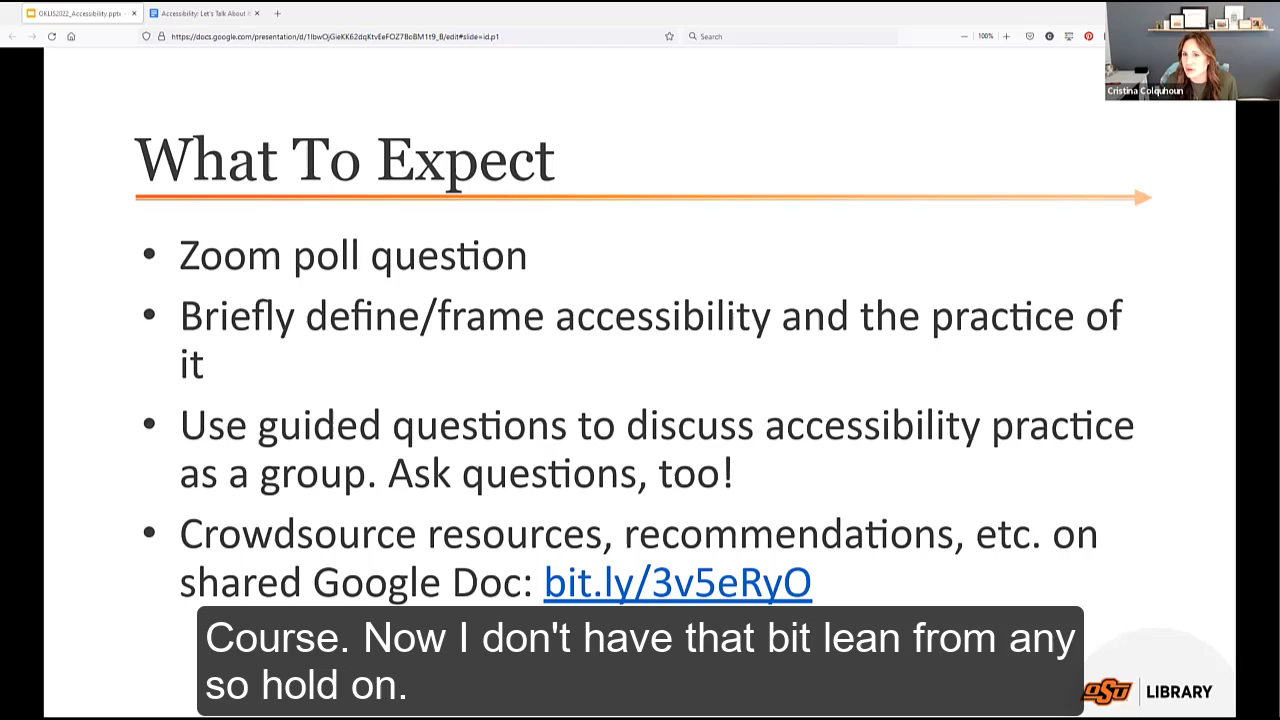 OKLIS2022_Accessibility.pptx
Accessibility: Let's Talk About I
https://docs.google.com/presentation/d/1IbwOjGieKK62dqKtvEeFOZ7BoBM1t9_B/edit#slide=id.p1
Search
100%
Cristina Colquhoun
What To Expect
• Zoom poll question
• Briefly define/frame accessibility and the practice of
it
• Use guided questions to discuss accessibility practice
as a group. Ask questions, too!
• Crowdsource resources, recommendations, etc. on
shared Google Doc: bit.ly/3v5eRyO
Course. Now I don't have that bit lean from any
so hold on.
OSU LIBRARY